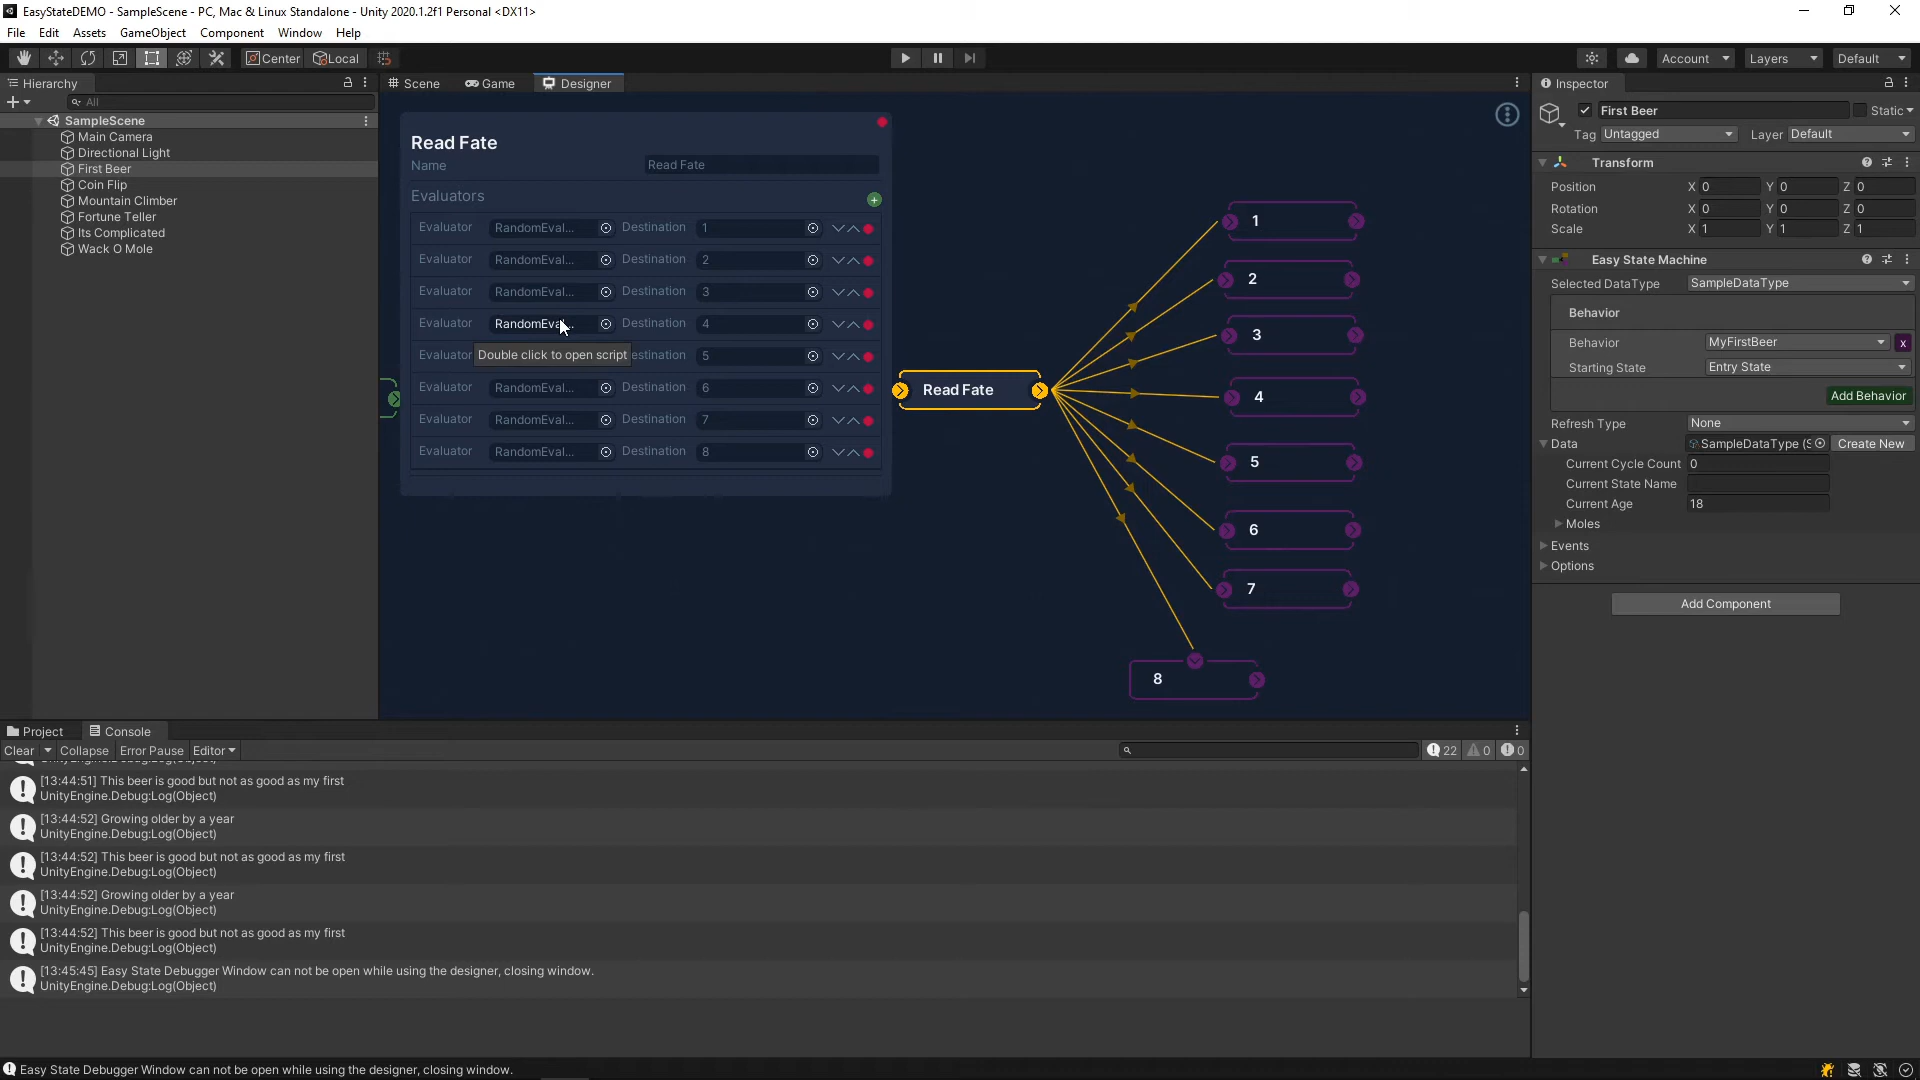 EasyStateDEMO - SampleScene - PC, Mac & Linux Standalone - Unity 2020.1.2f1 Personal <DX11>
File Edit Assets GameObject Component Window Help
Center Local Account Layers Default
Hierarchy
All
SampleScene
Main Camera
Directional Light
First Beer
Coin Flip
Mountain Climber
Fortune Teller
Its Complicated
Wack O Mole
Scene Game Designer
Read Fate
Name Read Fate
Evaluators
Evaluator RandomEval... Destination 1
Evaluator RandomEval... Destination 2
Evaluator RandomEval... Destination 3
Evaluator RandomEval... Destination 4
Double click to open script
Evaluator estination 5
Evaluator RandomEval... Destination 6
Evaluator RandomEval... Destination 7
Evaluator RandomEval... Destination 8
Read Fate
1
2
3
4
5
6
7
8
Inspector
First Beer Static
Tag Untagged Layer Default
Transform
Position X 0 Y 0 Z 0
Rotation X 0 Y 0 Z 0
Scale X 1 Y 1 Z 1
Easy State Machine
Selected DataType SampleDataType
Behavior
Behavior MyFirstBeer x
Starting State Entry State
Add Behavior
Refresh Type None
Data SampleDataType (S Create New
Current Cycle Count 0
Current State Name
Current Age 18
Moles
Events
Options
Add Component
Project Console
Clear Collapse Error Pause Editor 22 0 0
[13:44:51] This beer is good but not as good as my first
UnityEngine.Debug:Log(Object)
[13:44:52] Growing older by a year
UnityEngine.Debug:Log(Object)
[13:44:52] This beer is good but not as good as my first
UnityEngine.Debug:Log(Object)
[13:44:52] Growing older by a year
UnityEngine.Debug:Log(Object)
[13:44:52] This beer is good but not as good as my first
UnityEngine.Debug:Log(Object)
[13:45:45] Easy State Debugger Window can not be open while using the designer, closing window.
UnityEngine.Debug:Log(Object)
Easy State Debugger Window can not be open while using the designer, closing window.